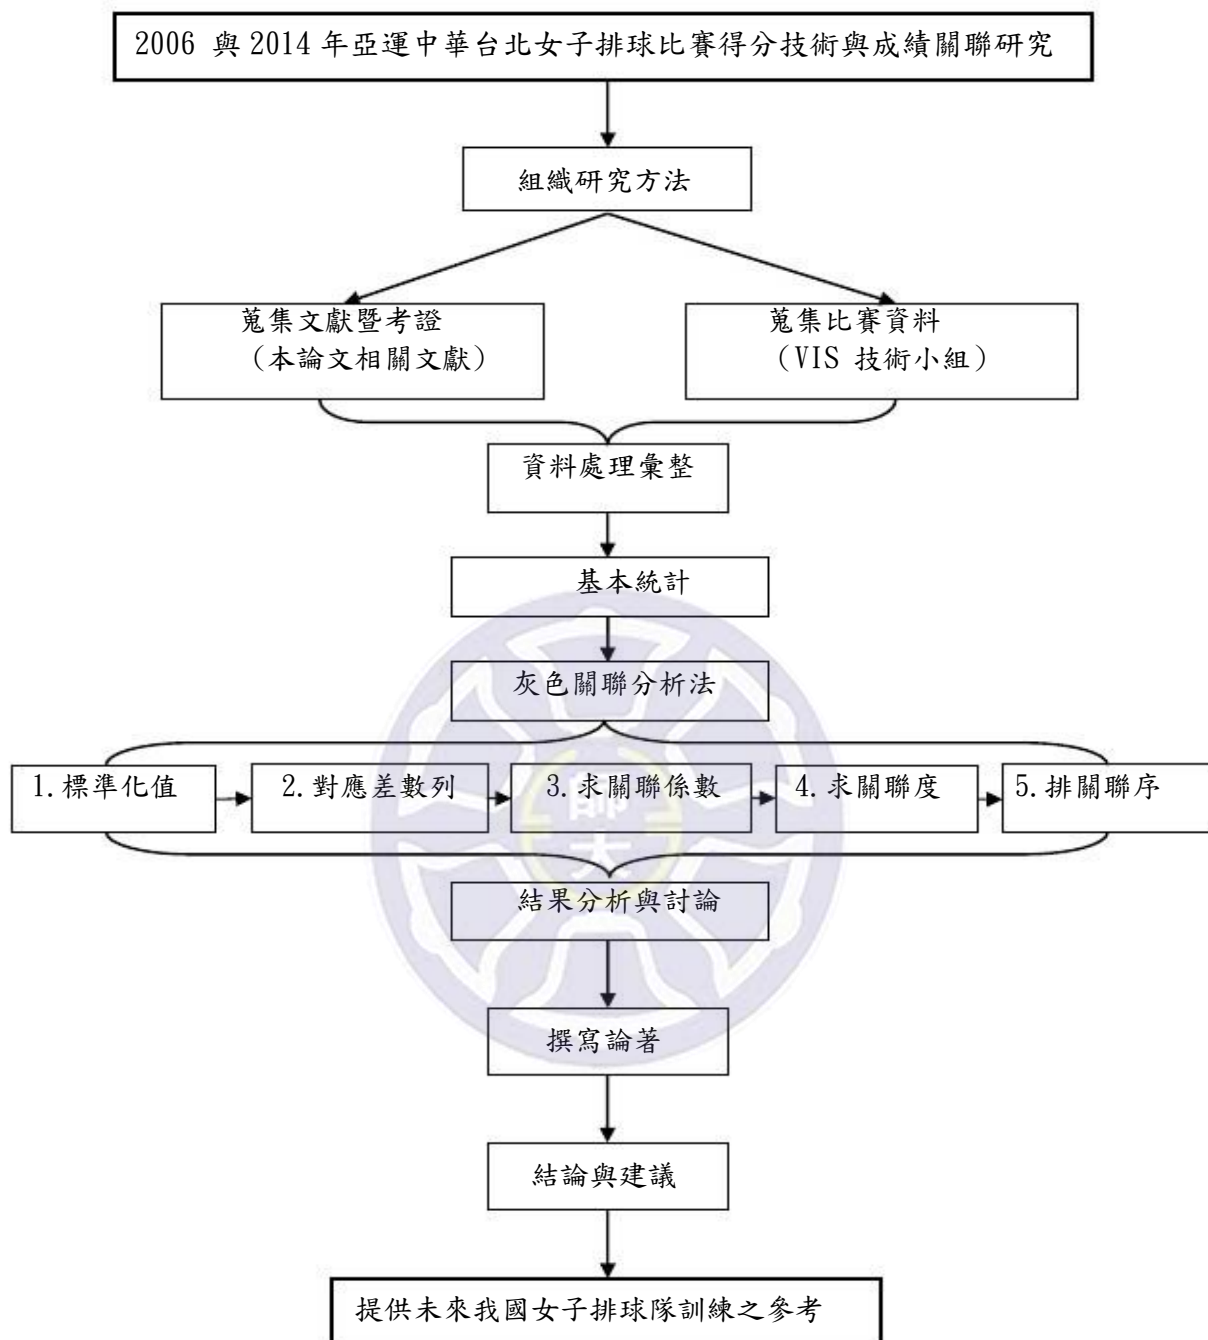 2006 與 2014 年亞運中華台北女子排球比賽得分技術與成績關聯研究
組織研究方法
蒐集文獻暨考證
（本論文相關文獻）
蒐集比賽資料
（VIS 技術小組）
資料處理彙整
基本統計
灰色關聯分析法
1.標準化值
2.對應差數列
3.求關聯係數
4.求關聯度
5.排關聯序
師大
結果分析與討論
撰寫論著
結論與建議
提供未來我國女子排球隊訓練之參考